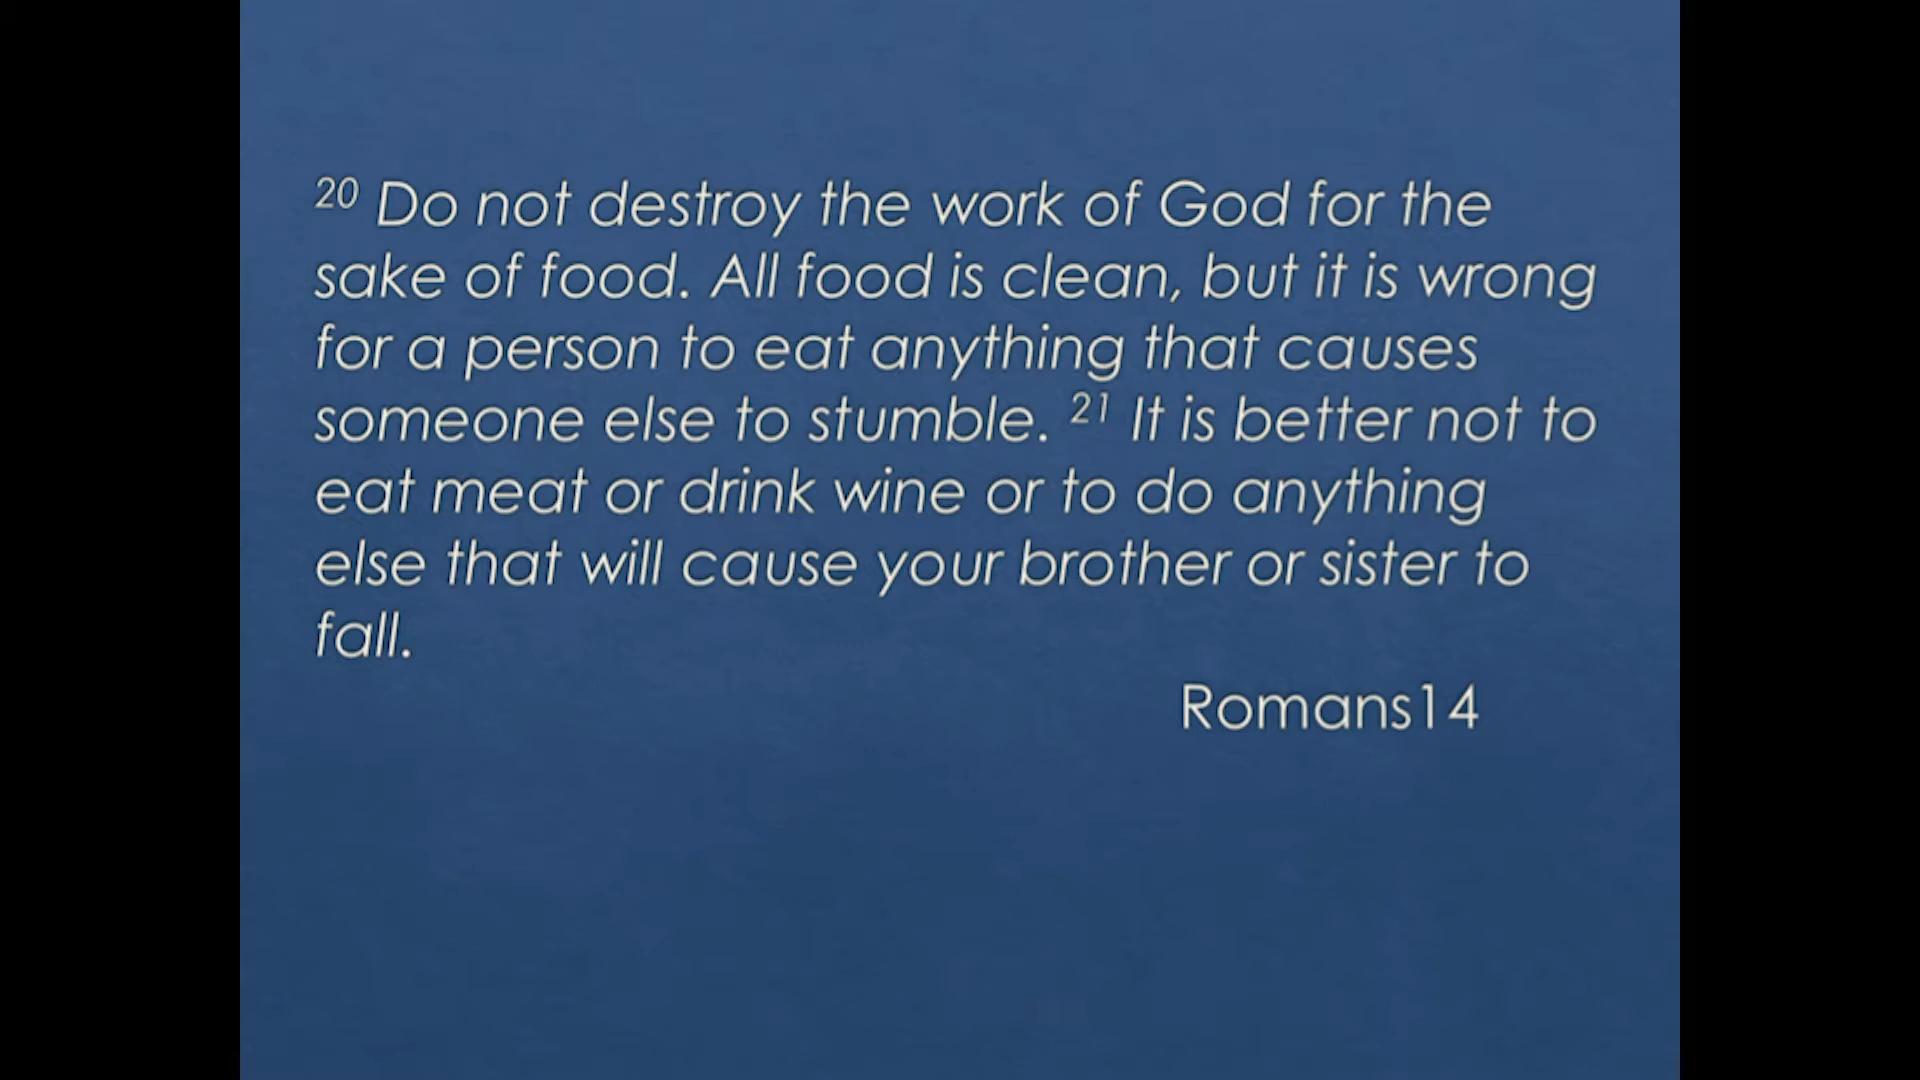 20 Do not destroy the work of God for the
sake of food. All food is clean, but it is wrong
for a person to eat anything that causes
someone else to stumble. 21 It is better not to
eat meat or drink wine or to do anything
else that will cause your brother or sister to
fall.
Romans14